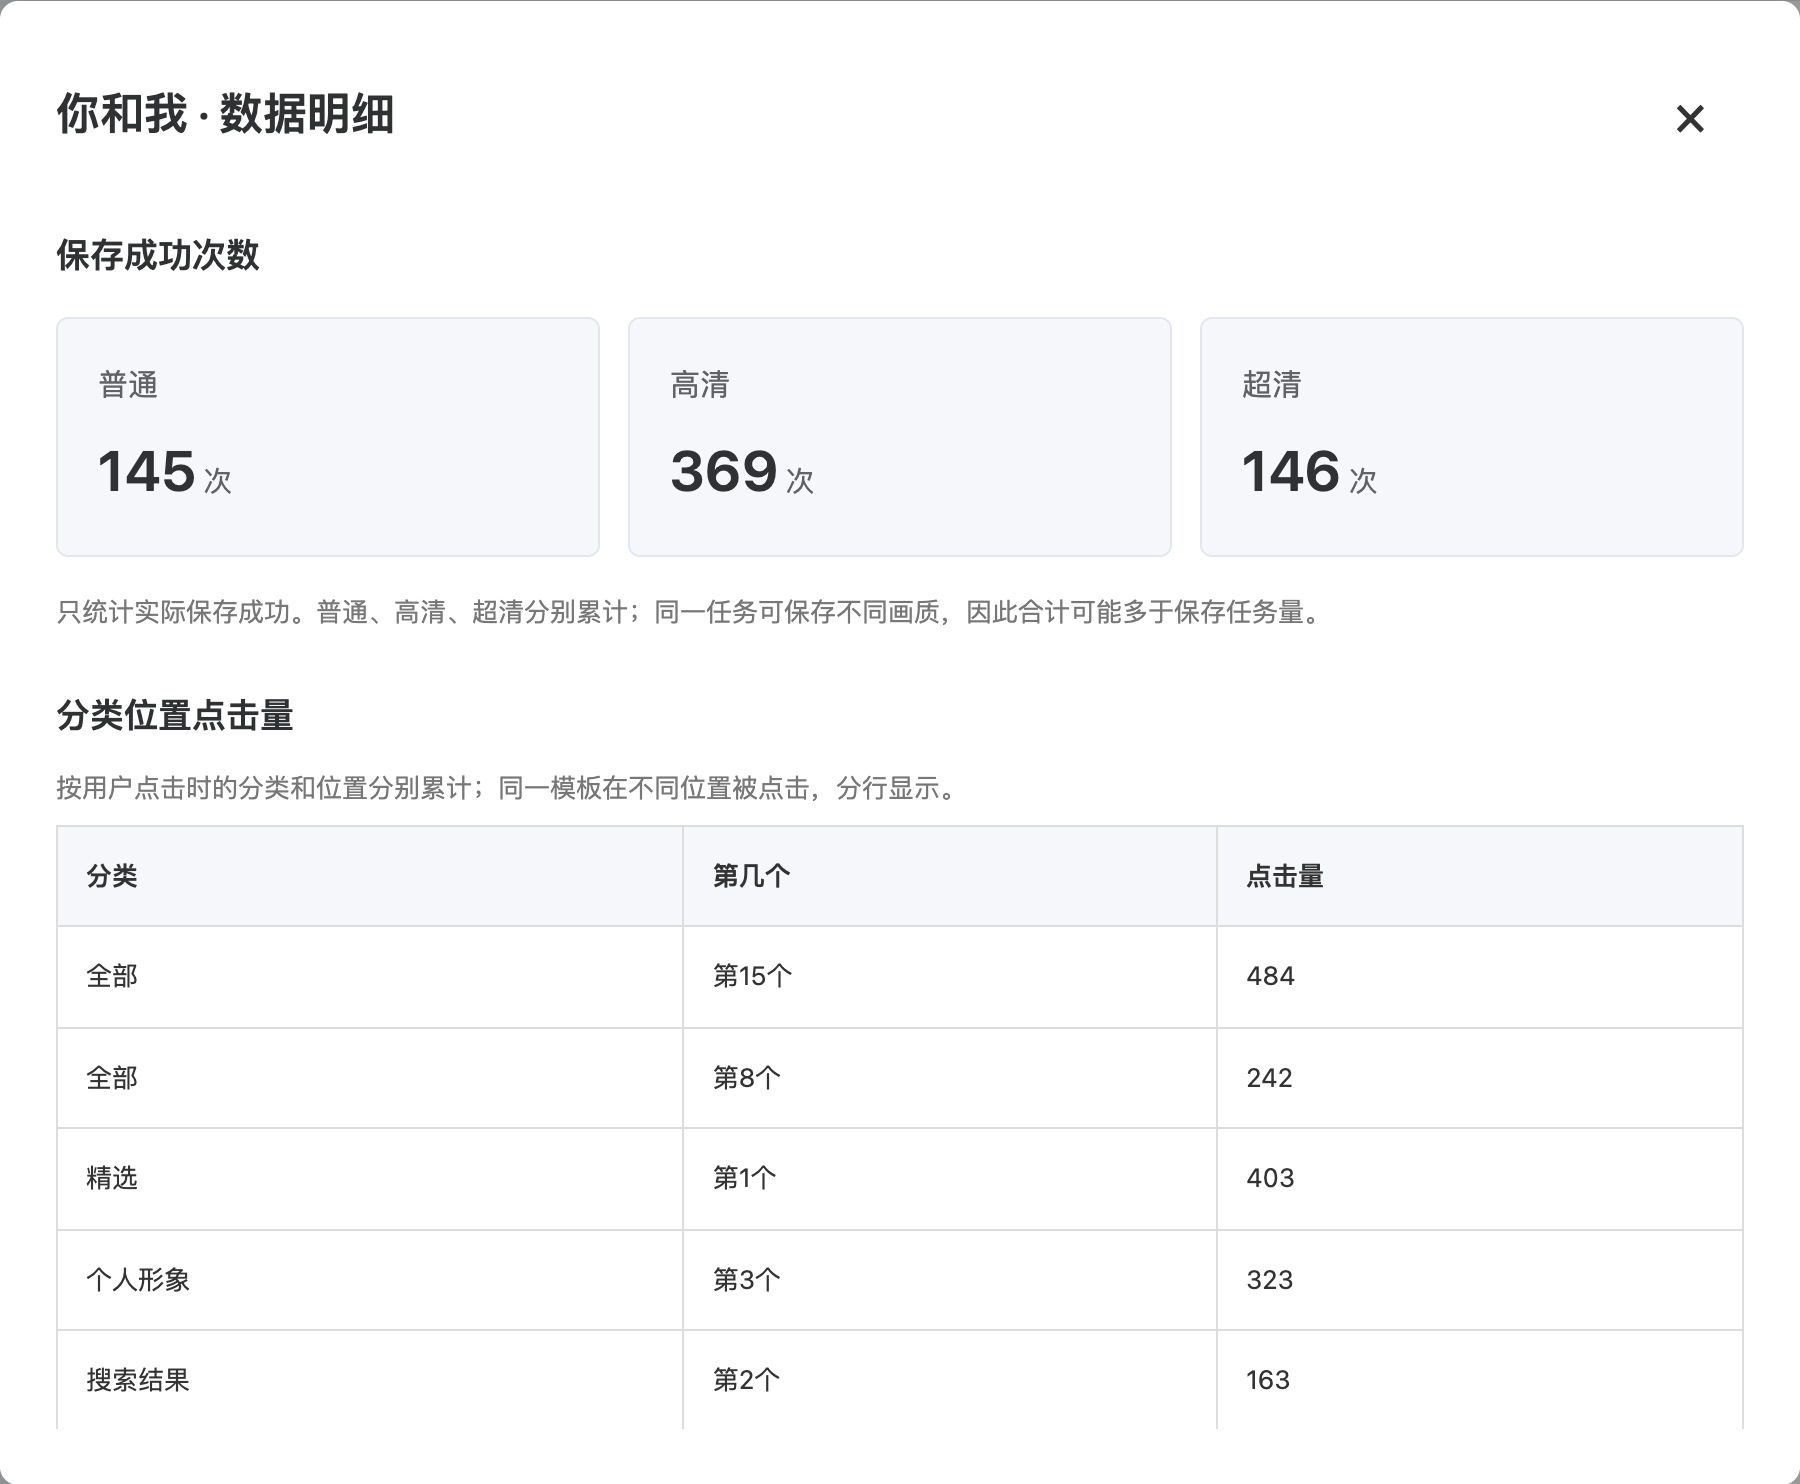 你和我 · 数据明细
保存成功次数
普通
145 次
高清
369 次
超清
146 次
只统计实际保存成功。普通、高清、超清分别累计；同一任务可保存不同画质，因此合计可能多于保存任务量。
分类位置点击量
按用户点击时的分类和位置分别累计；同一模板在不同位置被点击，分行显示。
分类 第几个 点击量
全部 第15个 484
全部 第8个 242
精选 第1个 403
个人形象 第3个 323
搜索结果 第2个 163